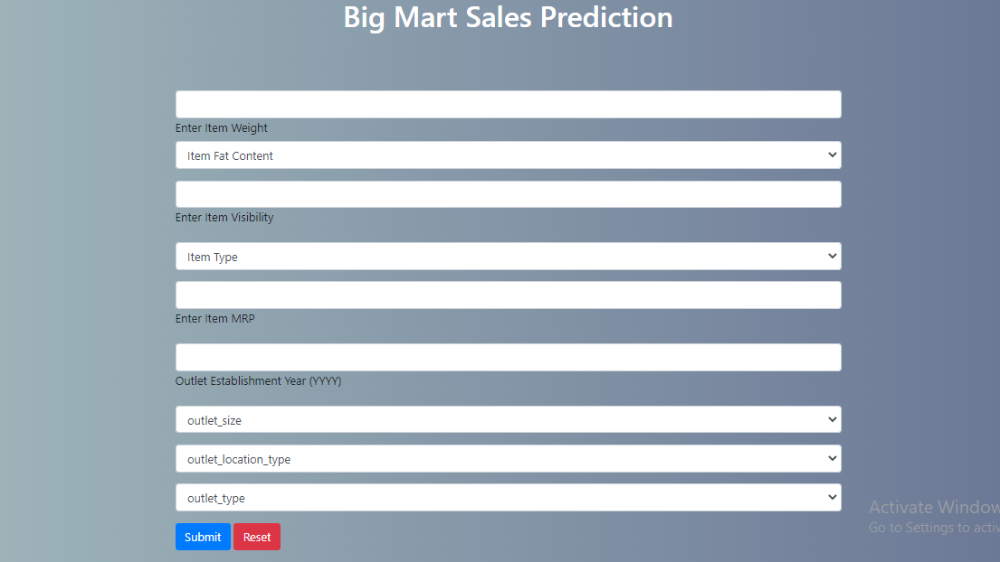 Big Mart Sales Prediction
Enter Item Weight
Item Fat Content
Enter Item Visibility
Item Type
Enter Item MRP
Outlet Establishment Year (YYYY)
outlet_size
outlet_location_type
outlet_type
Submit Reset
Activate Window
Go to Settings to activ